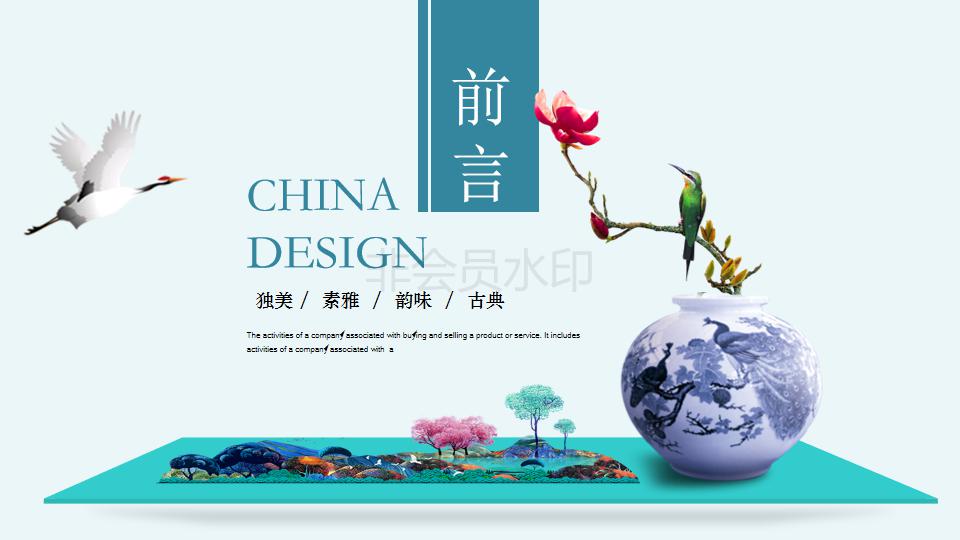 前言
CHINA
DESIGN
非会员水印
独美 / 素雅 / 韵味 / 古典
The activities of a company associated with buying and selling a product or service. It includes
activities of a company associated with a